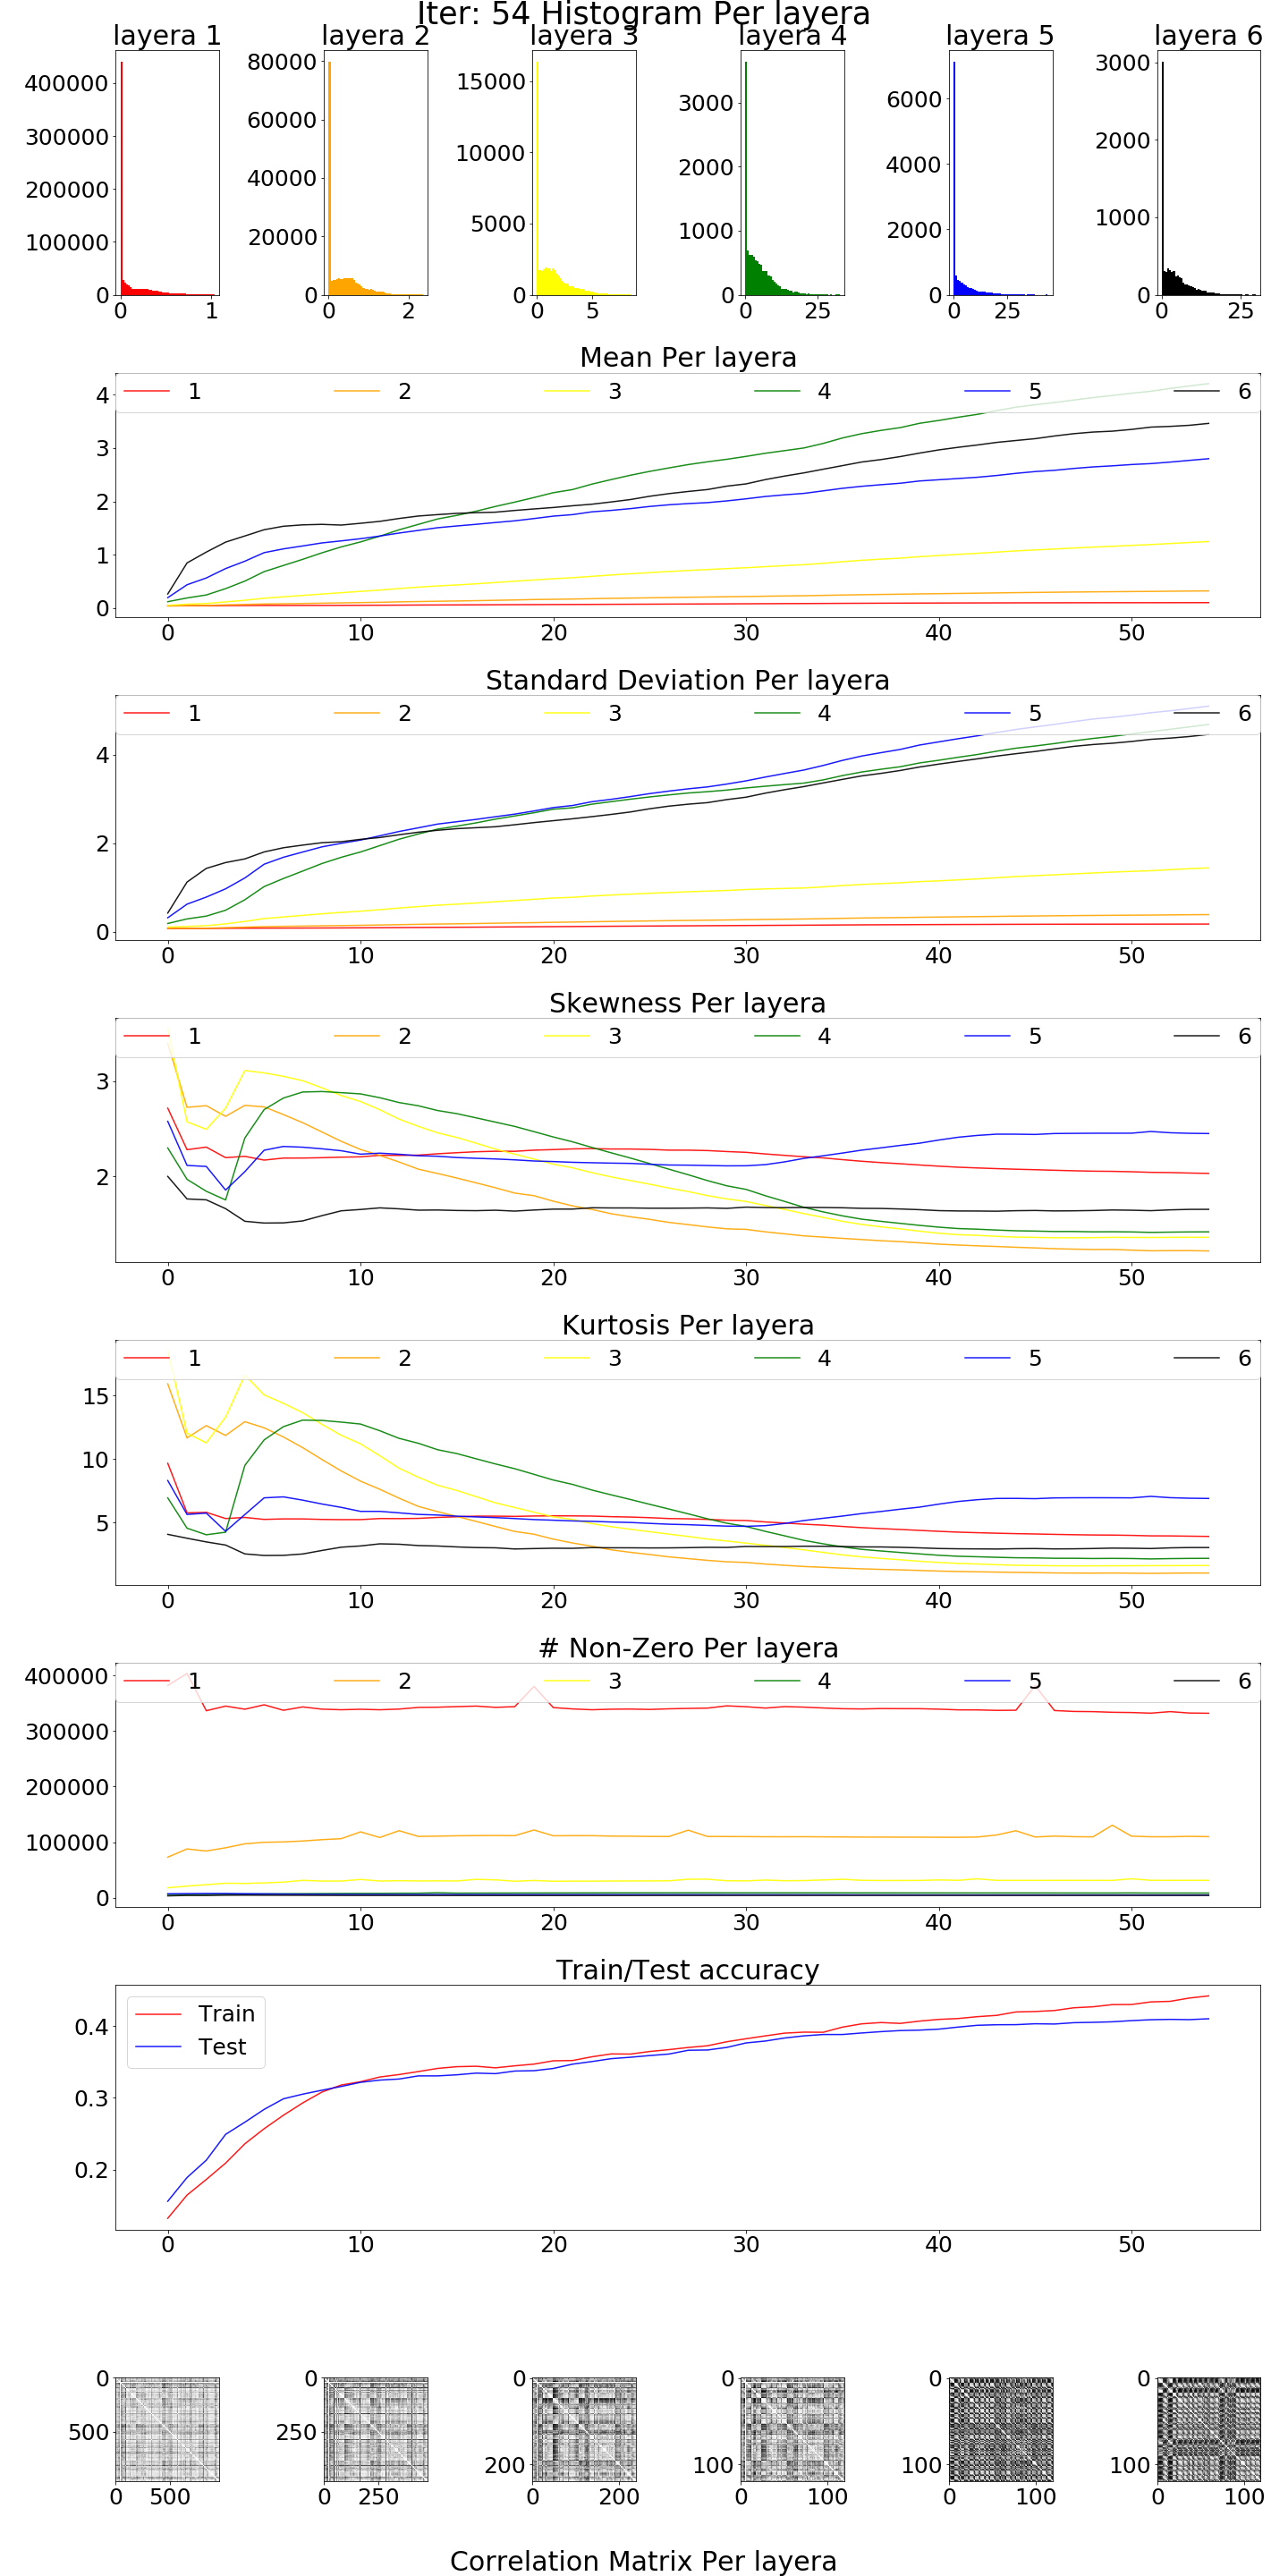 Iter: 54 Histogram Per layera
layera 1 layera 2 layera 3 layera 4 layera 5 layera 6
400000 300000 200000 100000 0
0 1
80000 60000 40000 20000 0
0 2
15000 10000 5000 0
0 5
3000 2000 1000 0
0 25
6000 4000 2000 0
0 25
3000 2000 1000 0
0 25
Mean Per layera
1 2 3 4 5 6
4
3
2
1
0
0 10 20 30 40 50
Standard Deviation Per layera
1 2 3 4 5 6
4
2
0
0 10 20 30 40 50
Skewness Per layera
1 2 3 4 5 6
3
2
0 10 20 30 40 50
Kurtosis Per layera
1 2 3 4 5 6
15
10
5
0 10 20 30 40 50
# Non-Zero Per layera
1 2 3 4 5 6
400000
300000
200000
100000
0
0 10 20 30 40 50
Train/Test accuracy
Train
Test
0.4
0.3
0.2
0 10 20 30 40 50
0 500
0 500
0 250
0 250
0 200
0 200
0 100
0 100
0 100
0 100
0 100
0 100
Correlation Matrix Per layera